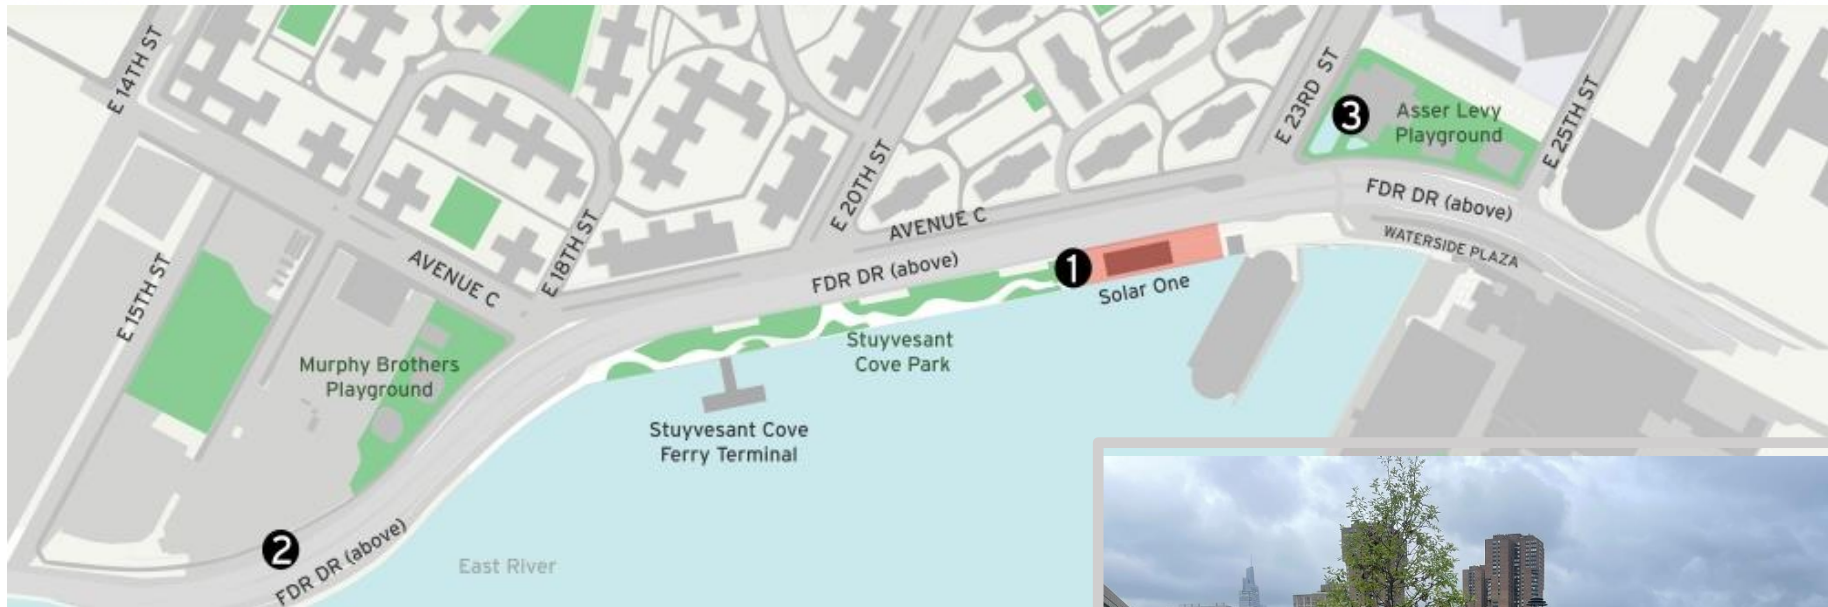 E 14TH ST
E 15TH ST
AVENUE C
E 18TH ST
E 20TH ST
AVENUE C
FDR DR (above)
E 23RD ST
3
Asser Levy
Playground
E 25TH ST
FDR DR (above)
WATERSIDE PLAZA
1
Solar One
Murphy Brothers
Playground
Stuyvesant
Cove Park
Stuyvesant Cove
Ferry Terminal
2
FDR DR (above)
East River